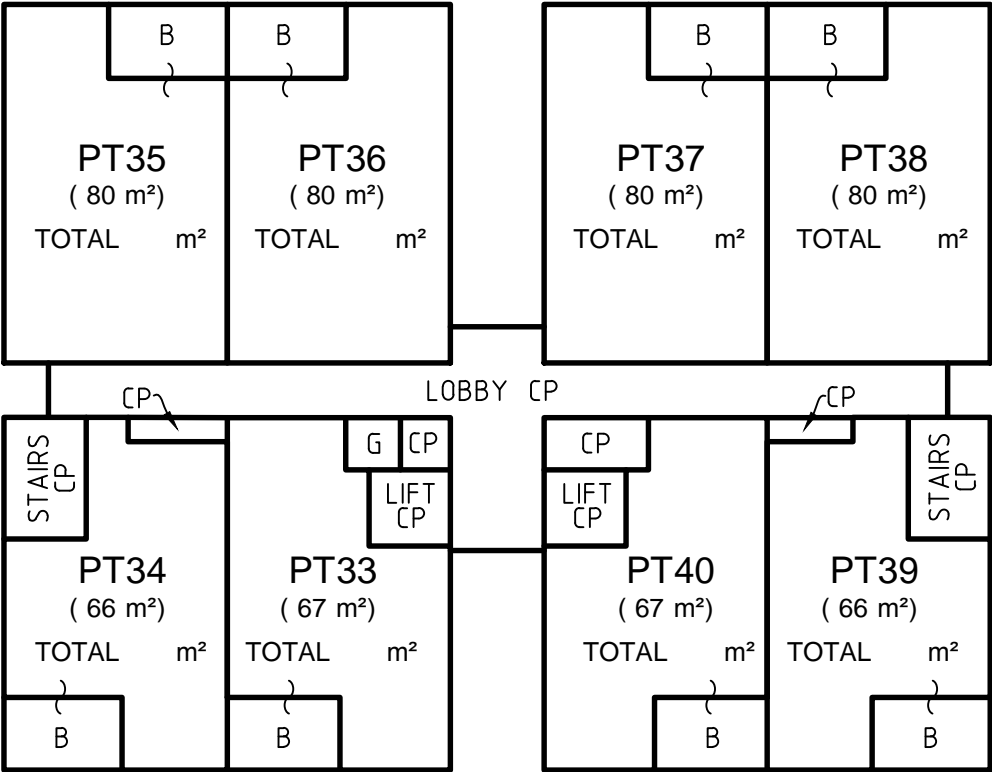 B B B B
PT35 PT36 PT37 PT38
( 80 m²) ( 80 m²) ( 80 m²) ( 80 m²)
TOTAL m² TOTAL m² TOTAL m² TOTAL m²
LOBBY CP
CP CP
STAIRS CP
G CP
LIFT CP
CP
LIFT CP
STAIRS CP
PT34 PT33 PT40 PT39
( 66 m²) ( 67 m²) ( 67 m²) ( 66 m²)
TOTAL m² TOTAL m² TOTAL m² TOTAL m²
B B B B